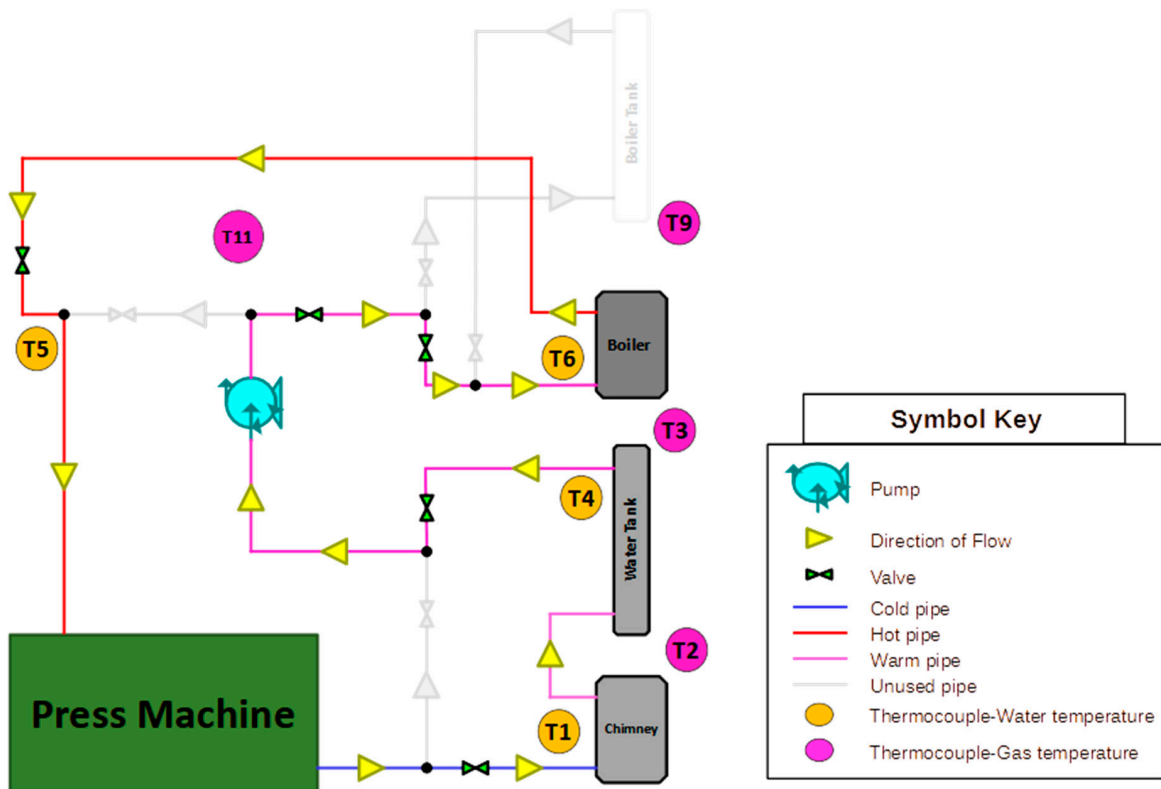 Boiler Tank
T9
T11
T5
Boiler
T6
T3
T4
Water Tank
T2
Press Machine
T1
Chimney
Symbol Key
Pump
Direction of Flow
Valve
Cold pipe
Hot pipe
Warm pipe
Unused pipe
Thermocouple-Water temperature
Thermocouple-Gas temperature